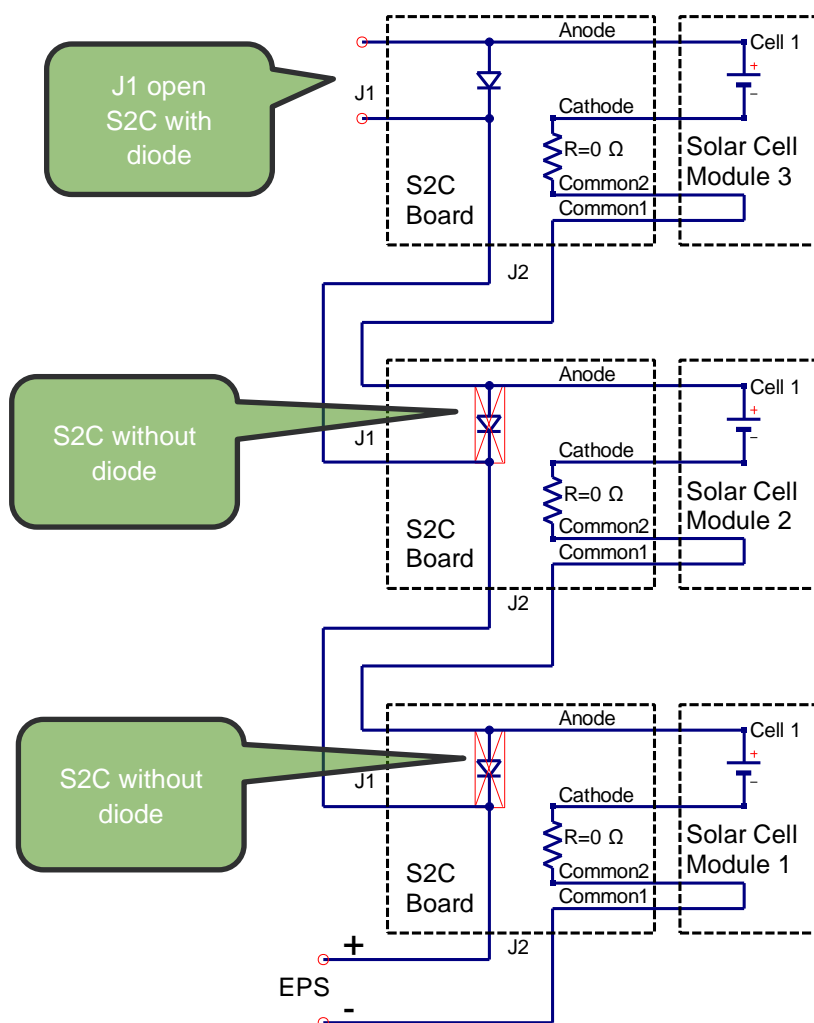 Anode
Cell 1
+
J1 open
S2C with
diode
J1
−
Cathode
R=0 Ω
Solar Cell
Module 3
S2C
Board
Common2
Common1
J2
Anode
Cell 1
+
S2C without
diode
J1
−
Cathode
R=0 Ω
Solar Cell
Module 2
S2C
Board
Common2
Common1
J2
Anode
Cell 1
+
S2C without
diode
J1
−
Cathode
R=0 Ω
Solar Cell
Module 1
S2C
Board
Common2
Common1
J2
+
EPS
-